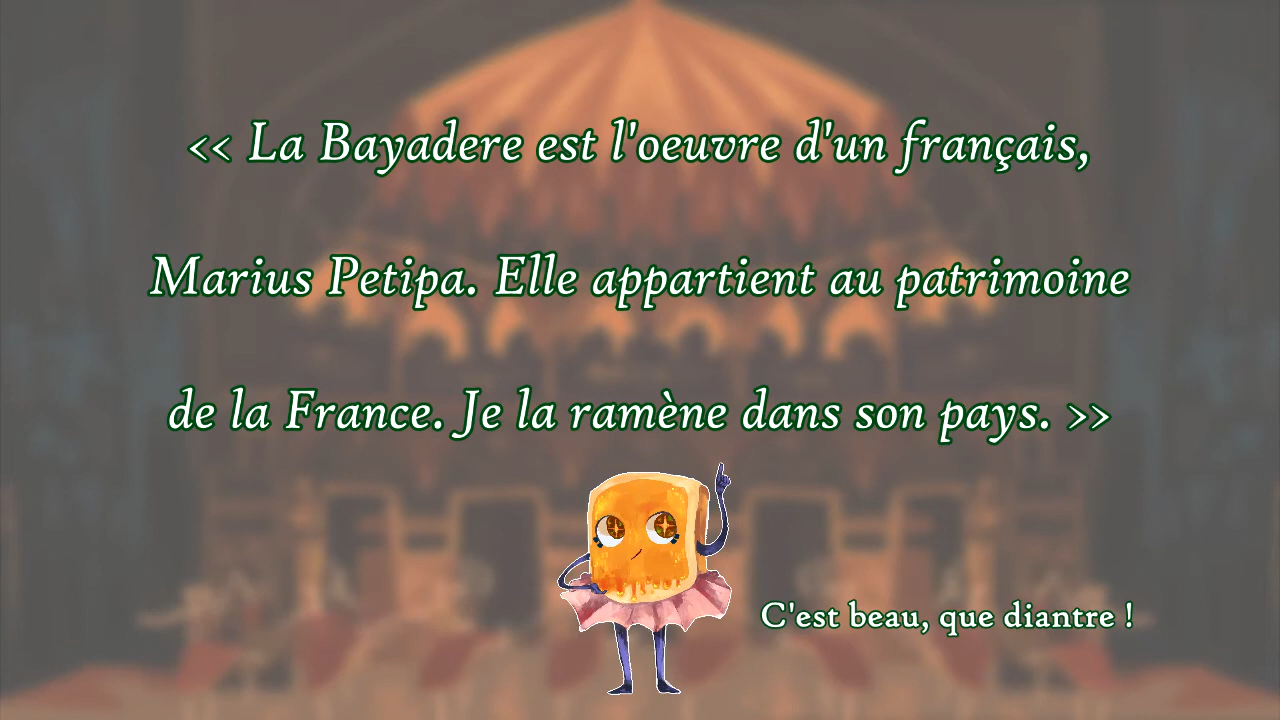 << La Bayadere est l'oeuvre d'un français,
Marius Petipa. Elle appartient au patrimoine
de la France. Je la ramène dans son pays. >>
C'est beau, que diantre !